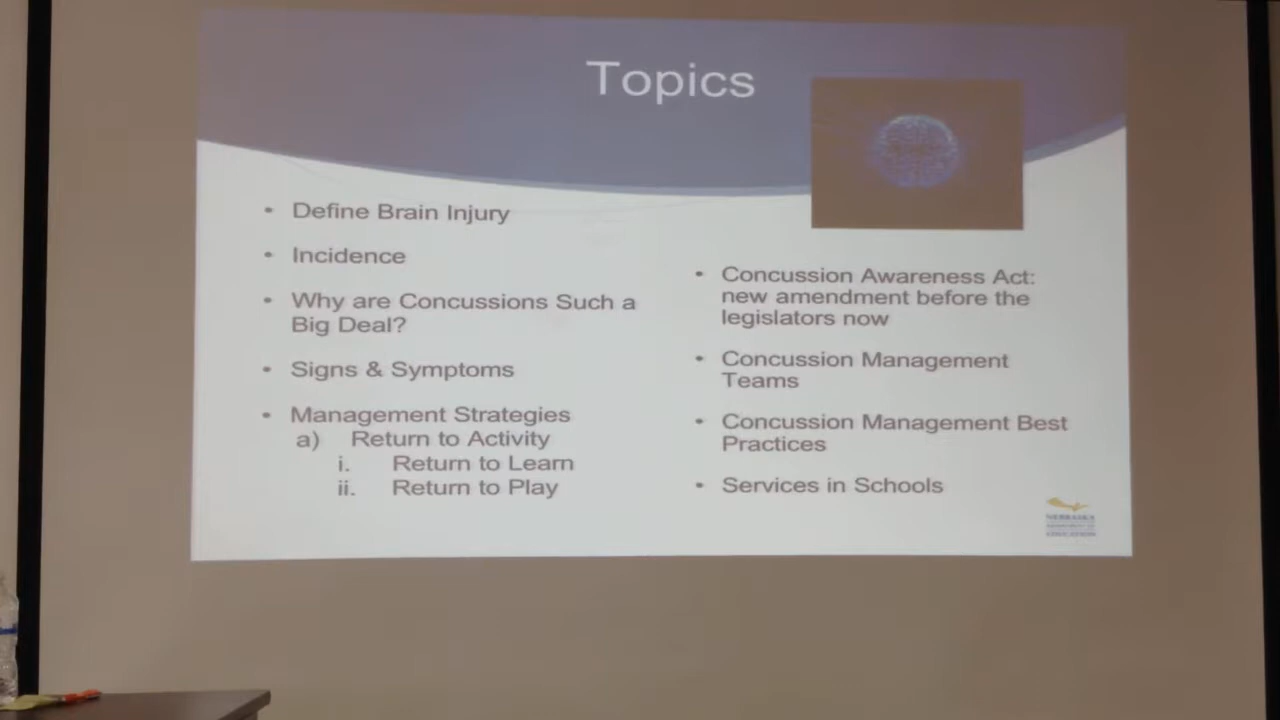 Topics
• Define Brain Injury
• Incidence
• Why are Concussions Such a
Big Deal?
• Signs & Symptoms
• Management Strategies
a) Return to Activity
i. Return to Learn
ii. Return to Play
• Concussion Awareness Act:
new amendment before the
legislators now
• Concussion Management
Teams
• Concussion Management Best
Practices
• Services in Schools
NEBRASKA